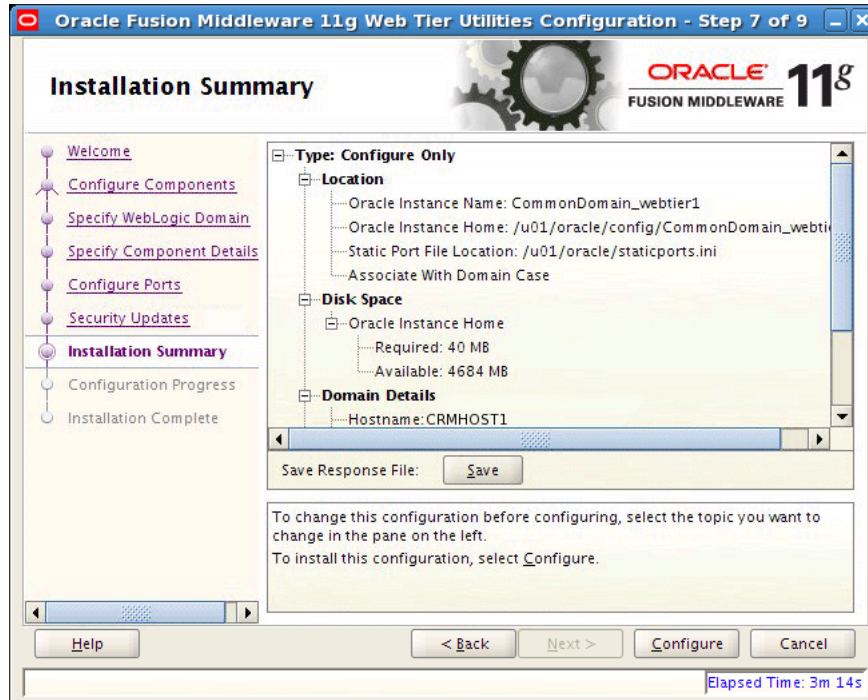 Oracle Fusion Middleware 11g Web Tier Utilities Configuration - Step 7 of 9
Installation Summary
ORACLE
FUSION MIDDLEWARE
11g
Welcome
Configure Components
Specify WebLogic Domain
Specify Component Details
Configure Ports
Security Updates
Installation Summary
Configuration Progress
Installation Complete
Type: Configure Only
Location
Oracle Instance Name: CommonDomain_webtier1
Oracle Instance Home: /u01/oracle/config/CommonDomain_webti
Static Port File Location: /u01/oracle/staticports.ini
Associate With Domain Case
Disk Space
Oracle Instance Home
Required: 40 MB
Available: 4684 MB
Domain Details
Hostname:CRMHOST1
Save Response File:
Save
To change this configuration before configuring, select the topic you want to
change in the pane on the left.
To install this configuration, select Configure.
Help
< Back
Next >
Configure
Cancel
Elapsed Time: 3m 14s